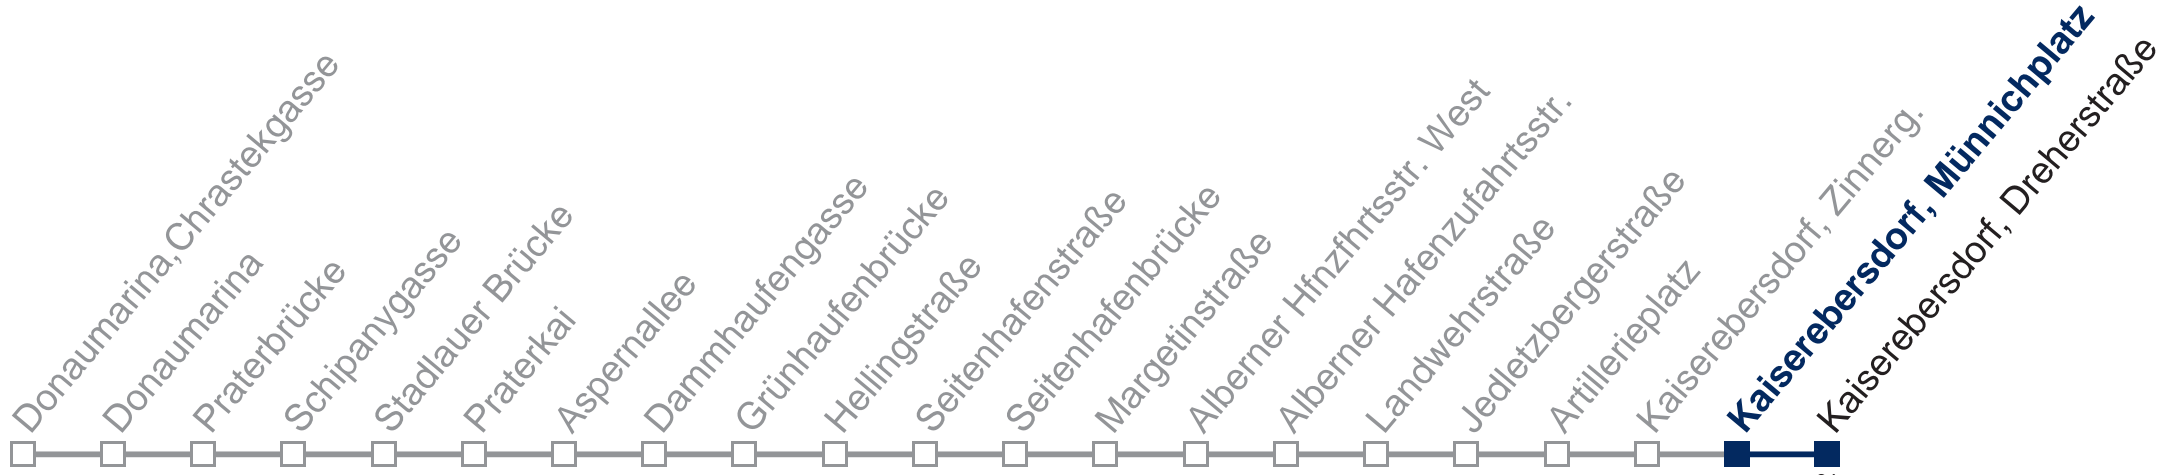 Donaumarina, Chrastekgasse
Donaumarina
Praterbrücke
Schipanygasse
Stadlauer Brücke
Praterkai
Aspernallee
Dammhaufengasse
Grünhaufenbrücke
Hellingstraße
Seitenhafenstraße
Seitenhafenbrücke
Margetinstraße
Alberner Hfnzfhrtsstr. West
Alberner Hafenzufahrtsstr.
Landwehrstraße
Jedletzbergerstraße
Artillerieplatz
Kaiserebersdorf, Zinnerg.
Kaiserebersdorf, Münnichplatz
Kaiserebersdorf, Dreherstraße